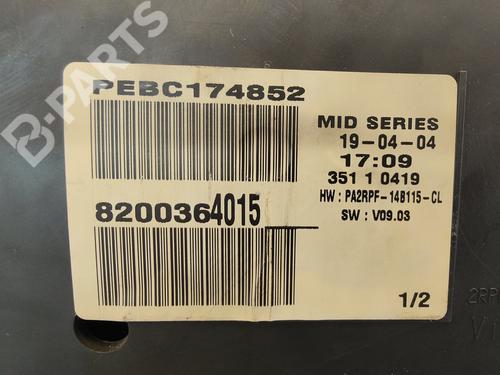 B-PARTS
PEBC174852
MID SERIES
19-04-04
17:09
351 1 0419
HW : PA2RPF-14B115-CL
SW : V09.03
8200364015
1/2
2RP